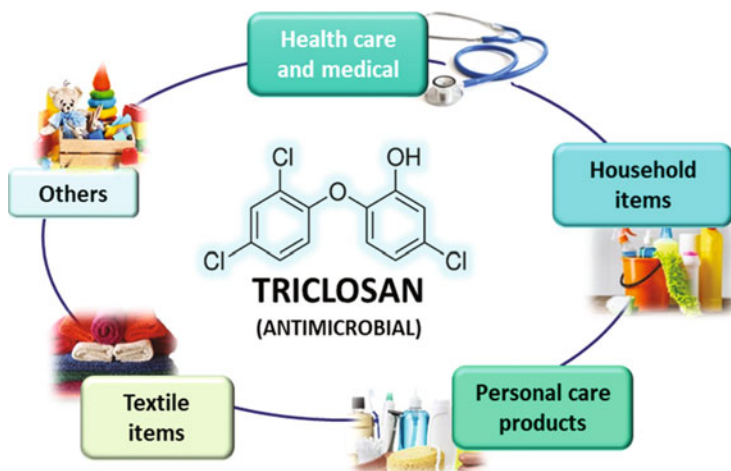 Health care
and medical
Household
items
Others
Cl
OH
O
Cl
Cl
TRICLOSAN
(ANTIMICROBIAL)
Textile
items
Personal care
products